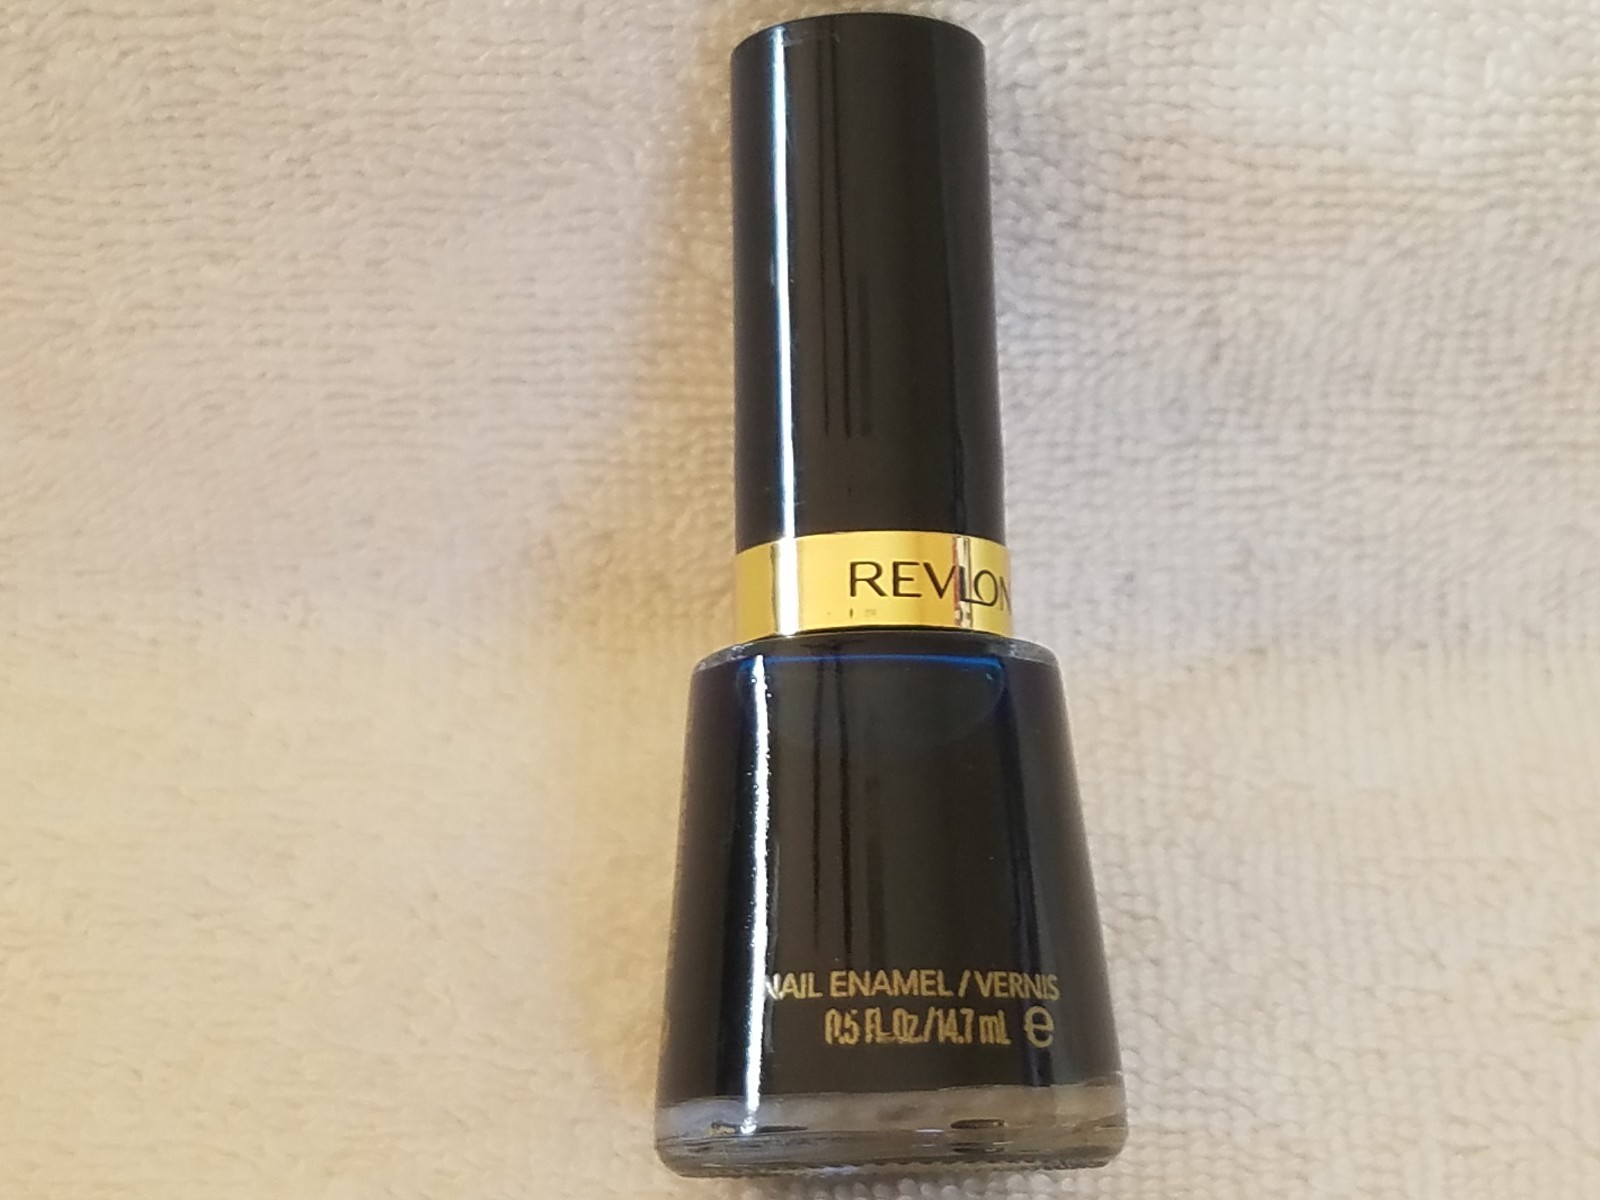 REVLON
NAIL ENAMEL / VERNIS
0.5 FL.Oz./14.7 mL e